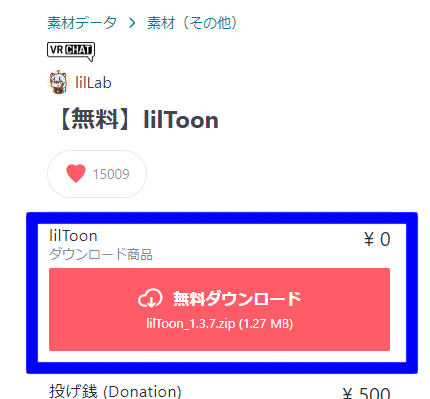 素材データ > 素材（その他）
VRCHAT
lilLab
【無料】lilToon
15009
lilToon ¥ 0
ダウンロード商品
無料ダウンロード
lilToon_1.3.7.zip (1.27 MB)
投げ銭 (Donation) ¥ 500